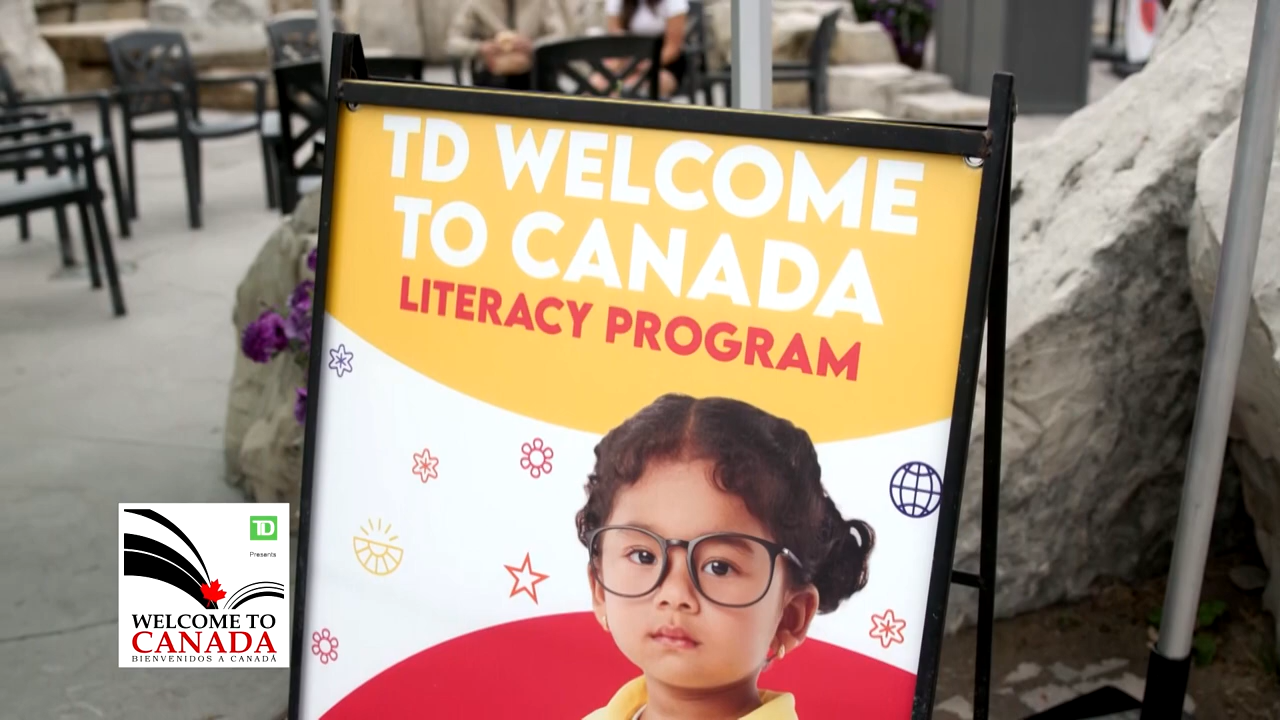 TD WELCOME
TO CANADA
LITERACY PROGRAM
TD
Presents
WELCOME TO
CANADA
BIENVENIDOS A CANADÁ